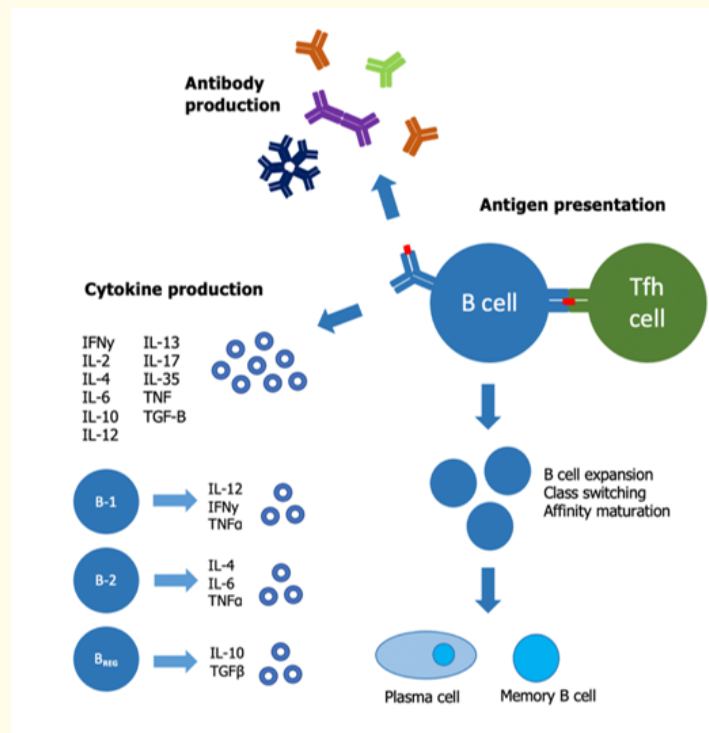 Antibody
production
Antigen presentation
B cell
Tfh
cell
Cytokine production
IFNy
IL-2
IL-4
IL-6
IL-10
IL-12
IL-13
IL-17
IL-35
TNF
TGF-B
B cell expansion
Class switching
Affinity maturation
B-1
IL-12
IFNy
TNFα
B-2
IL-4
IL-6
TNFα
BREG
IL-10
TGFβ
Plasma cell
Memory B cell